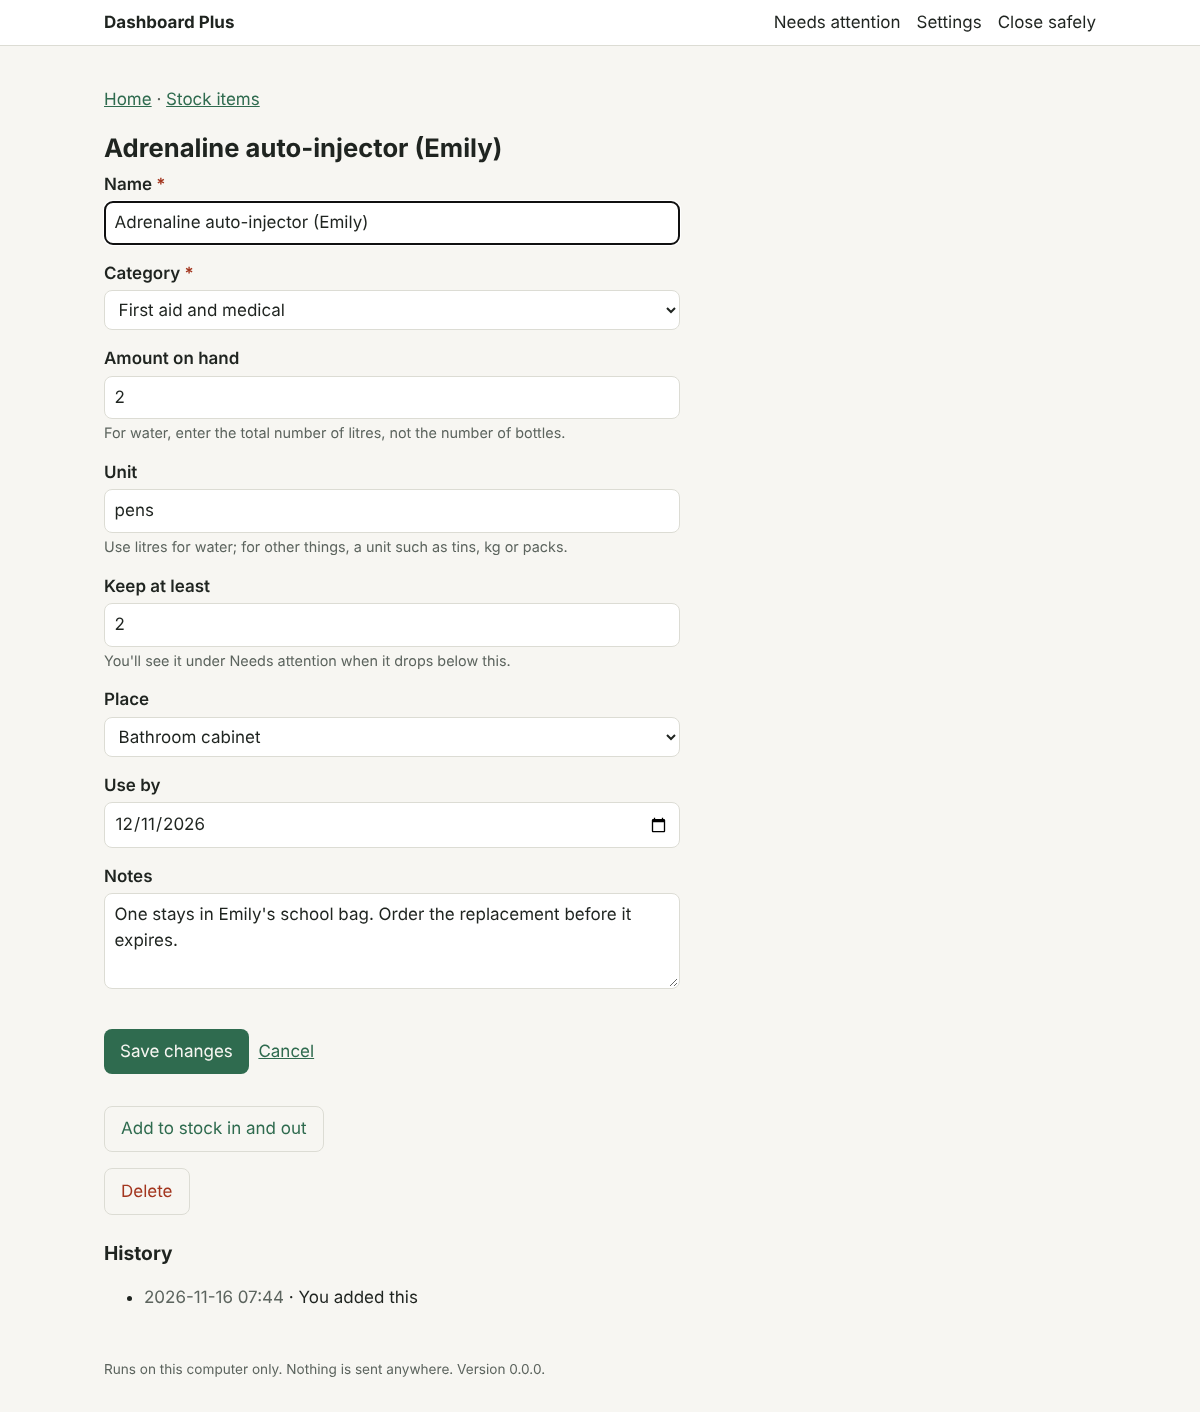 Dashboard Plus
Needs attention Settings Close safely
Home · Stock items
Adrenaline auto-injector (Emily)
Name *
Adrenaline auto-injector (Emily)
Category *
First aid and medical
Amount on hand
2
For water, enter the total number of litres, not the number of bottles.
Unit
pens
Use litres for water; for other things, a unit such as tins, kg or packs.
Keep at least
2
You'll see it under Needs attention when it drops below this.
Place
Bathroom cabinet
Use by
12/11/2026
Notes
One stays in Emily's school bag. Order the replacement before it
expires.
Save changes Cancel
Add to stock in and out
Delete
History
2026-11-16 07:44 · You added this
Runs on this computer only. Nothing is sent anywhere. Version 0.0.0.